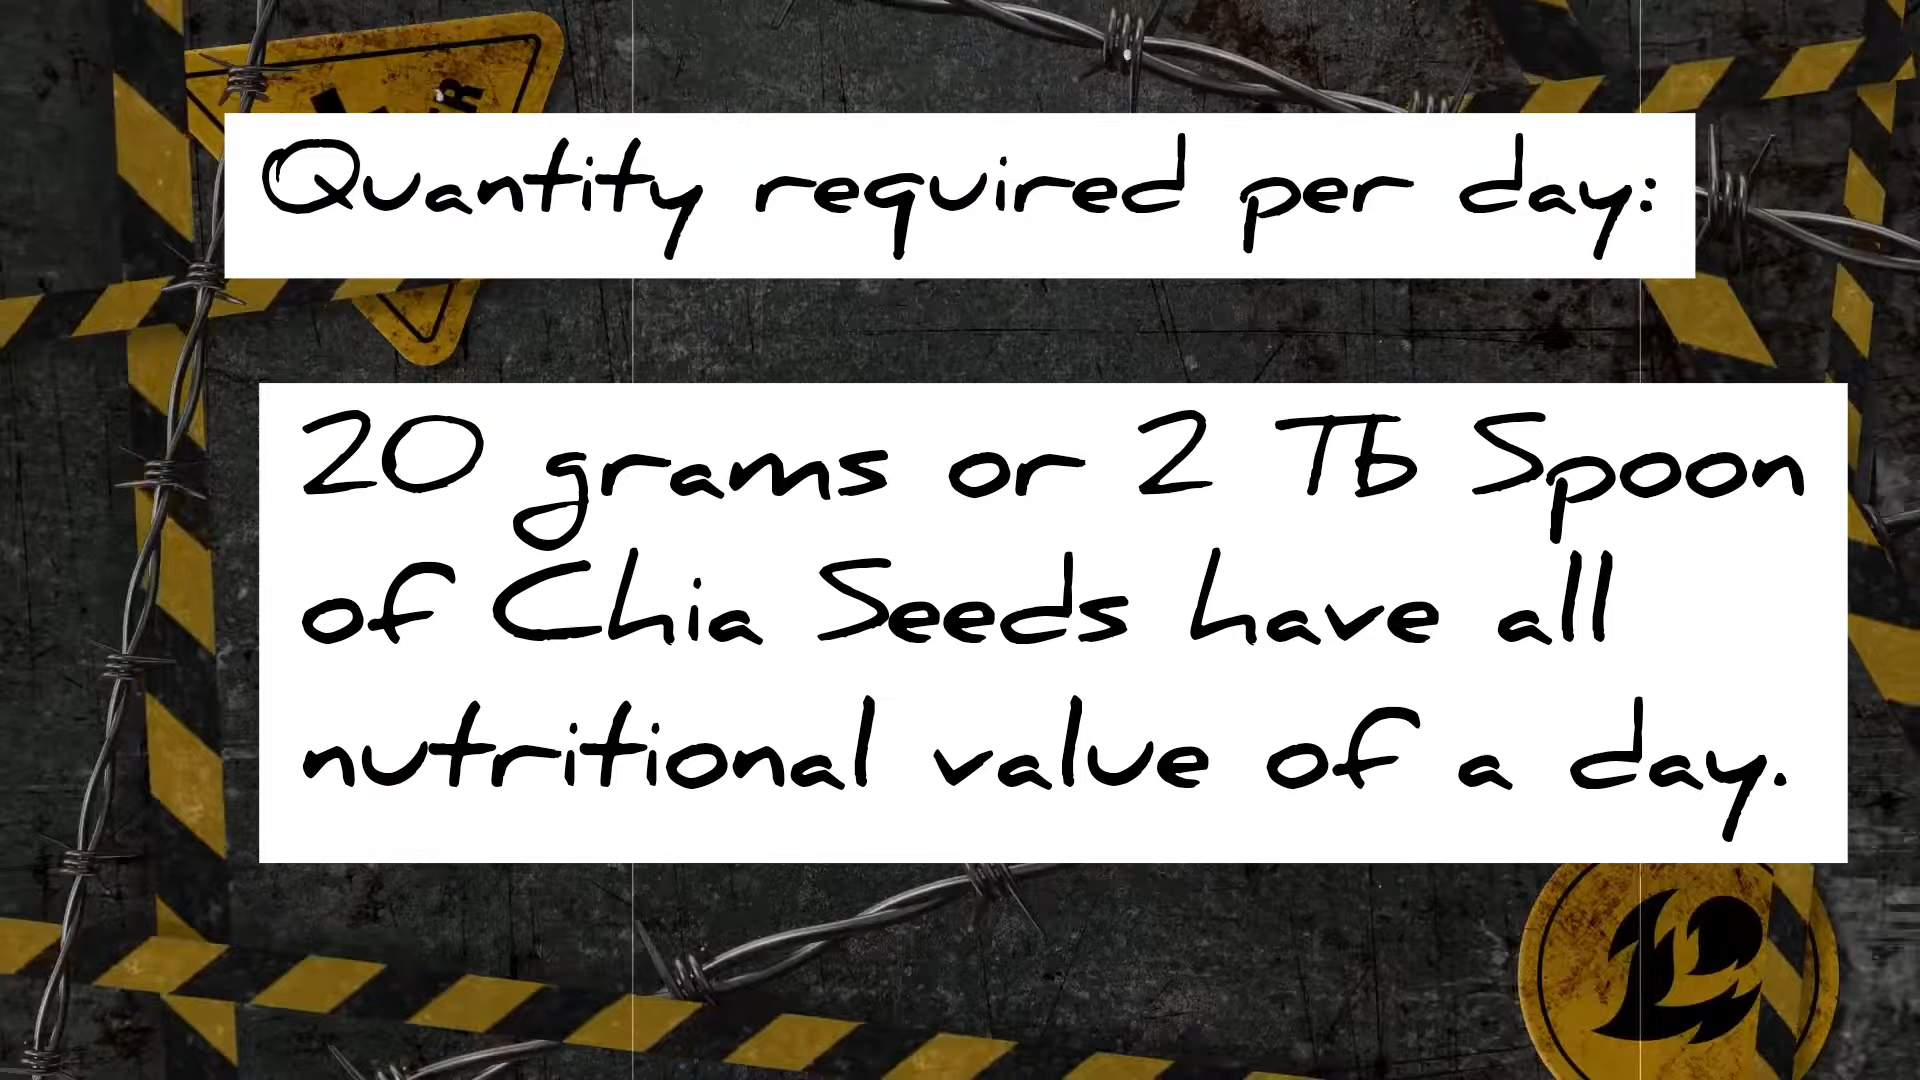 Quantity required per day:
20 grams or 2 Tb Spoon
of Chia Seeds have all
nutritional value of a day.